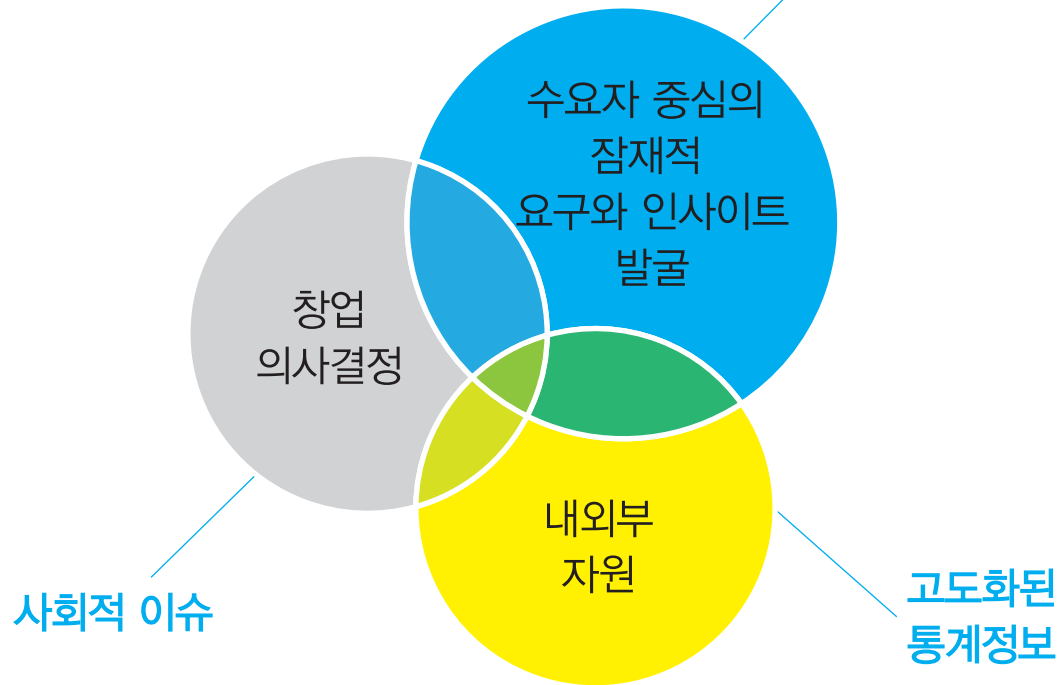 수요자 중심의
잠재적
요구와 인사이트
발굴
창업
의사결정
내외부
자원
사회적 이슈
고도화된
통계정보